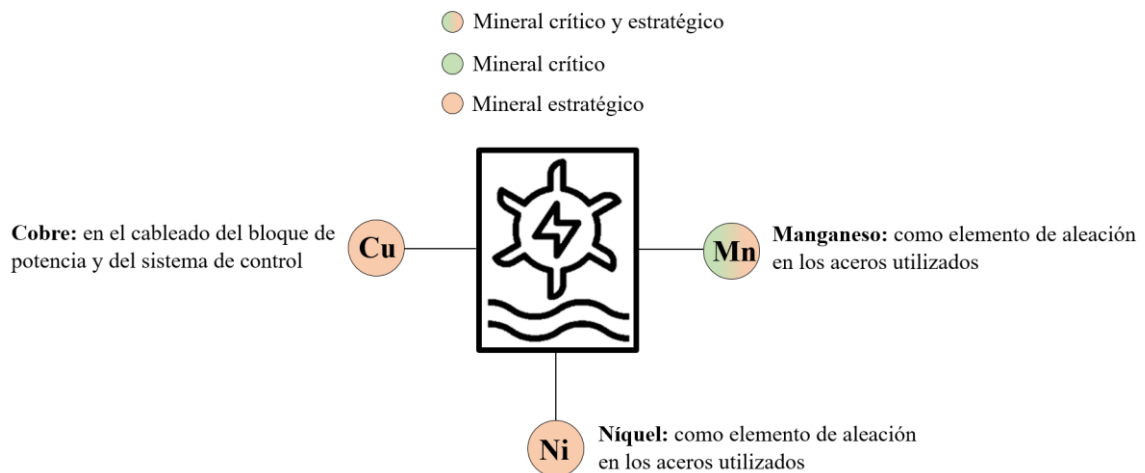 Mineral crítico y estratégico
Mineral crítico
Mineral estratégico
Cobre: en el cableado del bloque de
potencia y del sistema de control
Cu
Mn
Manganeso: como elemento de aleación
en los aceros utilizados
Ni
Níquel: como elemento de aleación
en los aceros utilizados